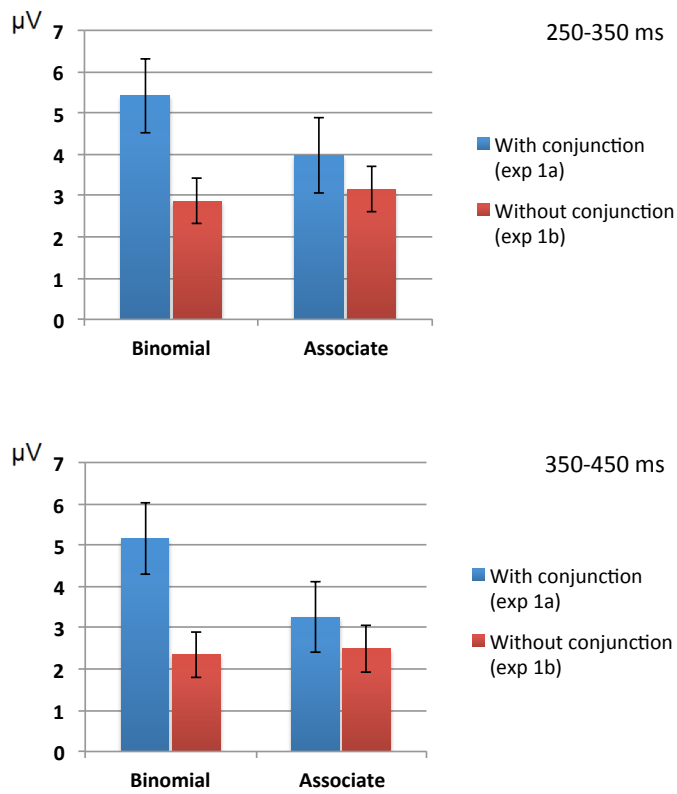 µV
250-350 ms
7
6
5
4
3
2
1
0
With conjunction
(exp 1a)
Without conjunction
(exp 1b)
Binomial Associate
µV
350-450 ms
7
6
5
4
3
2
1
0
With conjunction
(exp 1a)
Without conjunction
(exp 1b)
Binomial Associate